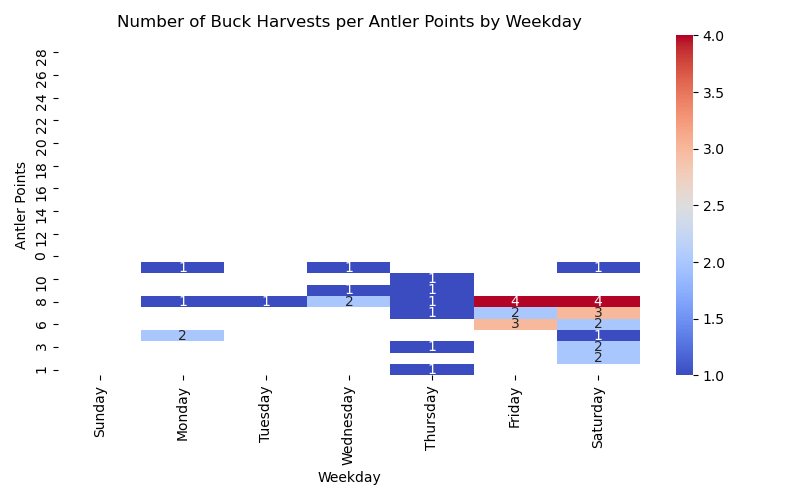 Number of Buck Harvests per Antler Points by Weekday
Antler Points
28
26
24
22
20
18
16
14
12
0
10
8
6
3
1
1 1 1
1
1 1
1 1 2 1 4 4
1 2 3
3 2
2 1
1 2
2
1
Sunday
Monday
Tuesday
Wednesday
Thursday
Friday
Saturday
Weekday
4.0
3.5
3.0
2.5
2.0
1.5
1.0